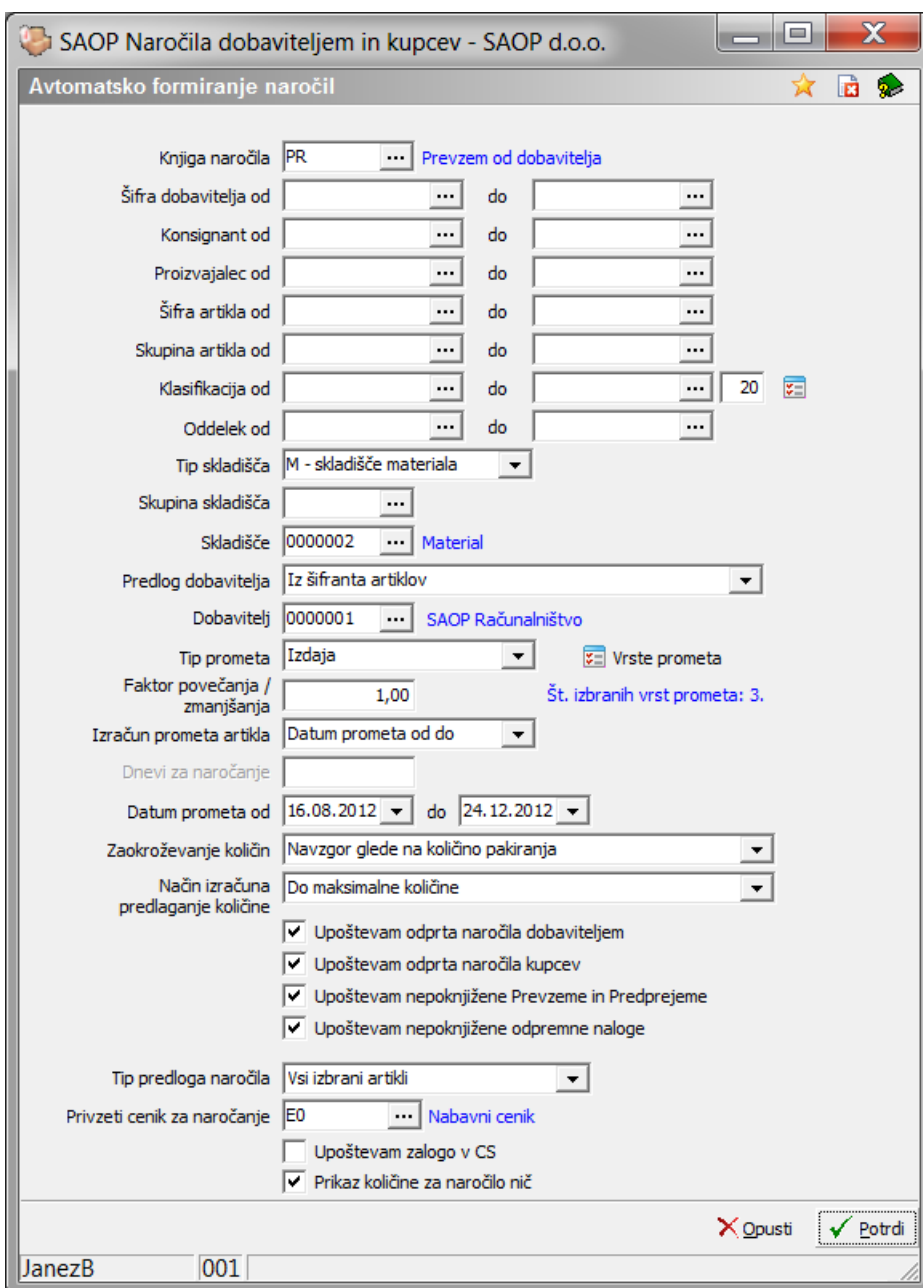 SAOP Naročila dobaviteljem in kupcev - SAOP d.o.o.
Avtomatsko formiranje naročil
Knjiga naročila PR ... Prevzem od dobavitelja
Šifra dobavitelja od ... do ...
Konsignant od ... do ...
Proizvajalec od ... do ...
Šifra artikla od ... do ...
Skupina artikla od ... do ...
Klasifikacija od ... do ... 20
Oddelek od ... do ...
Tip skladišča M - skladišče materiala
Skupina skladišča ...
Skladišče 0000002 ... Material
Predlog dobavitelja Iz šifranta artiklov
Dobavitelj 0000001 ... SAOP Računalništvo
Tip prometa Izdaja Vrste prometa
Faktor povečanja /
zmanjšanja 1,00 Št. izbranih vrst prometa: 3.
Izračun prometa artikla Datum prometa od do
Dnevi za naročanje
Datum prometa od 16.08.2012 do 24.12.2012
Zaokroževanje količin Navzgor glede na količino pakiranja
Način izračuna
predlaganje količine Do maksimalne količine
Upoštevam odprta naročila dobaviteljem
Upoštevam odprta naročila kupcev
Upoštevam nepoknjižene Prevzeme in Predprejeme
Upoštevam nepoknjižene odpremne naloge
Tip predloga naročila Vsi izbrani artikli
Privzeti cenik za naročanje E0 ... Nabavni cenik
Upoštevam zalogo v CS
Prikaz količine za naročilo nič
Opusti Potrdi
JanezB 001